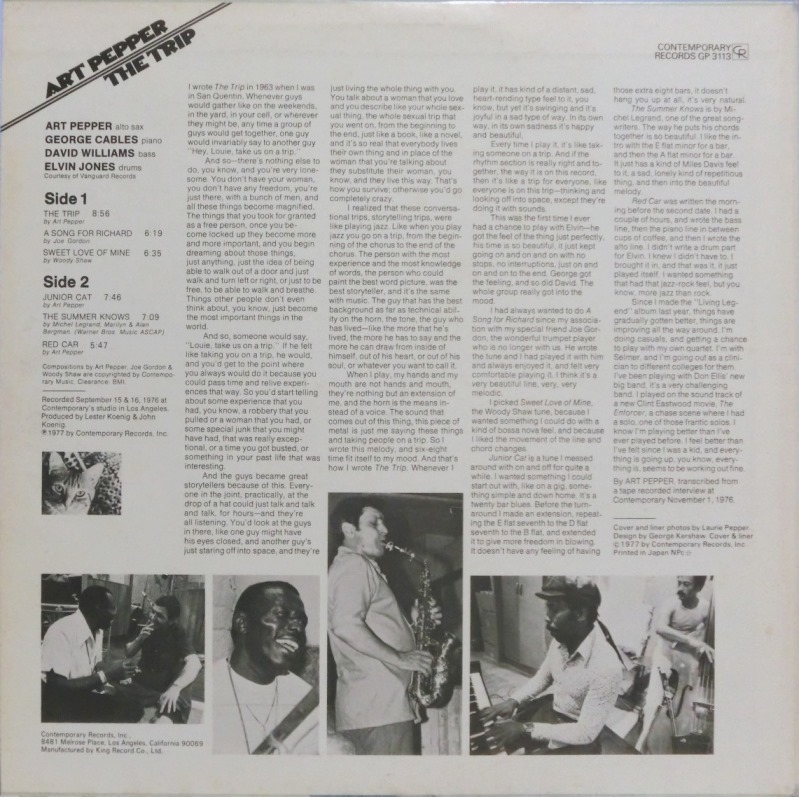 ART PEPPER
THE TRIP
CONTEMPORARY
RECORDS GP 3113 CR
ART PEPPER alto sax
GEORGE CABLES piano
DAVID WILLIAMS bass
ELVIN JONES drums
Courtesy of Vanguard Records
Side 1
THE TRIP 8:56
by Art Pepper
A SONG FOR RICHARD 6:19
by Joe Gordon
SWEET LOVE OF MINE 6:35
by Woody Shaw
Side 2
JUNIOR CAT 7:46
by Art Pepper
THE SUMMER KNOWS 7:09
by Michel Legrand, Marilyn & Alan
Bergman. (Warner Bros. Music ASCAP)
RED CAR 5:47
by Art Pepper
Compositions by Art Pepper, Joe Gordon &
Woody Shaw are copyrighted by Contempo-
rary Music. Clearance: BMI.
Recorded September 15 & 16, 1976 at
Contemporary's studio in Los Angeles.
Produced by Lester Koenig & John
Koenig.
℗1977 by Contemporary Records, Inc.
I wrote The Trip in 1963 when I was
in San Quentin. Whenever guys
would gather like on the weekends,
in the yard, in your cell, or wherever
they might be, any time a group of
guys would get together, one guy
would invariably say to another guy
"Hey, Louie, take us on a trip."
And so—there's nothing else to
do, you know, and you're very lone-
some. You don't have your woman,
you don't have any freedom, you're
just there, with a bunch of men, and
all these things become magnified.
The things that you took for granted
as a free person, once you be-
come locked up they become more
and more important, and you begin
dreaming about those things,
just anything, just the idea of being
able to walk out of a door and just
walk and turn left or right, or just to be
free, to be able to walk and breathe.
Things other people don't even
think about, you know, just become
the most important things in the
world.
And so, someone would say,
"Louie, take us on a trip." If he felt
like taking you on a trip, he would,
and you'd get to the point where
you always would do it because you
could pass time and relive experi-
ences that way. So you'd start telling
about some experience that you
had, you know, a robbery that you
pulled or a woman that you had, or
some special junk that you might
have had, that was really excep-
tional, or a time you got busted, or
something in your past life that was
interesting.
And the guys became great
storytellers because of this. Every-
one in the joint, practically, at the
drop of a hat could just talk and talk
and talk, for hours—and they're
all listening. You'd look at the guys
in there, like one guy might have
his eyes closed, and another guy's
just staring off into space, and they're
just living the whole thing with you.
You talk about a woman that you love
and you describe like your whole sex-
ual thing, the whole sexual trip that
you went on, from the beginning
to the end, just like a book, like a novel,
and it's so real that everybody lives
their own thing and in place of the
woman that you're talking about
they substitute their woman, you
know, and they live this way. That's
how you survive; otherwise you'd go
completely crazy.
I realized that these conversa-
tional trips, storytelling trips, were
like playing jazz. Like when you play
jazz you go on a trip, from the begin-
ning of the chorus to the end of the
chorus. The person with the most
experience and the most knowledge
of words, the person who could
paint the best word picture, was the
best storyteller, and it's the same
with music. The guy that has the best
background as far as technical abil-
ity on the horn, the tone, the guy who
has lived—like the more that he's
lived, the more he has to say and the
more he can draw from inside of
himself, out of his heart, or out of his
soul, or whatever you want to call it.
When I play, my hands and my
mouth are not hands and mouth,
they're nothing but an extension of
me, and the horn is the means in-
stead of a voice. The sound that
comes out of this thing, this piece of
metal is just me saying these things
and taking people on a trip. So I
wrote this melody, and six-eight
time fit itself to my mood. And that's
how I wrote The Trip. Whenever I
play it, it has kind of a distant, sad,
heart-rending type feel to it, you
know, but yet it's swinging and it's
joyful in a sad type of way. In its own
way, in its own sadness it's happy
and beautiful.
Every time I play it, it's like tak-
ing someone on a trip. And if the
rhythm section is really right and to-
gether, the way it is on this record,
then it's like a trip for everyone, like
everyone is on this trip—thinking and
looking off into space, except they're
doing it with sounds.
This was the first time I ever
had a chance to play with Elvin—he
got the feel of the thing just perfectly,
his time is so beautiful, it just kept
going on and on and on with no
stops, no interruptions, just on and
on and on to the end. George got
the feeling, and so did David. The
whole group really got into the
mood.
I had always wanted to do A
Song for Richard since my associa-
tion with my special friend Joe Gor-
don, the wonderful trumpet player
who is no longer with us. He wrote
the tune and I had played it with him
and always enjoyed it, and felt very
comfortable playing it. I think it's a
very beautiful line, very, very
melodic.
I picked Sweet Love of Mine,
the Woody Shaw tune, because I
wanted something I could do with a
kind of bossa nova feel, and because
I liked the movement of the line and
chord changes.
Junior Cat is a tune I messed
around with on and off for quite a
while. I wanted something I could
start out with, like on a gig, some-
thing simple and down home. It's a
twenty bar blues. Before the turn-
around I made an extension, repeat-
ing the E flat seventh to the D flat
seventh to the B flat, and extended
it to give more freedom in blowing.
It doesn't have any feeling of having
those extra eight bars, it doesn't
hang you up at all, it's very natural.
The Summer Knows is by Mi-
chel Legrand, one of the great song-
writers. The way he puts his chords
together is so beautiful. I like the in-
tro with the E flat minor for a bar,
and then the A flat minor for a bar.
It just has a kind of Miles Davis feel
to it, a sad, lonely kind of repetitious
thing, and then into the beautiful
melody.
Red Car was written the morn-
ing before the second date. I had a
couple of hours, and wrote the bass
line, then the piano line in between
cups of coffee, and then I wrote the
alto line. I didn't write a drum part
for Elvin. I knew I didn't have to, I
brought it in, and that was it, it just
played itself. I wanted something
that had that jazz-rock feel, but you
know, more jazz than rock.
Since I made the "Living Leg-
end" album last year, things have
gradually gotten better, things are
improving all the way around. I'm
doing casuals, and getting a chance
to play with my own quartet. I'm with
Selmer, and I'm going out as a clini-
cian to different colleges for them.
I've been playing with Don Ellis' new
big band, it's a very challenging
band. I played on the sound track of
a new Clint Eastwood movie, The
Enforcer, a chase scene where I had
a solo, one of those frantic solos. I
know I'm playing better than I've
ever played before. I feel better than
I've felt since I was a kid, and every-
thing is going up, you know, every-
thing is, seems to be working out fine.
By ART PEPPER, transcribed from
a tape recorded interview at
Contemporary November 1, 1976.
Cover and liner photos by Laurie Pepper.
Design by George Kershaw. Cover & liner
©1977 by Contemporary Records, Inc.
Printed in Japan NPc☆
Contemporary Records, Inc.,
8481 Melrose Place, Los Angeles, California 90069
Manufactured by King Record Co., Ltd.